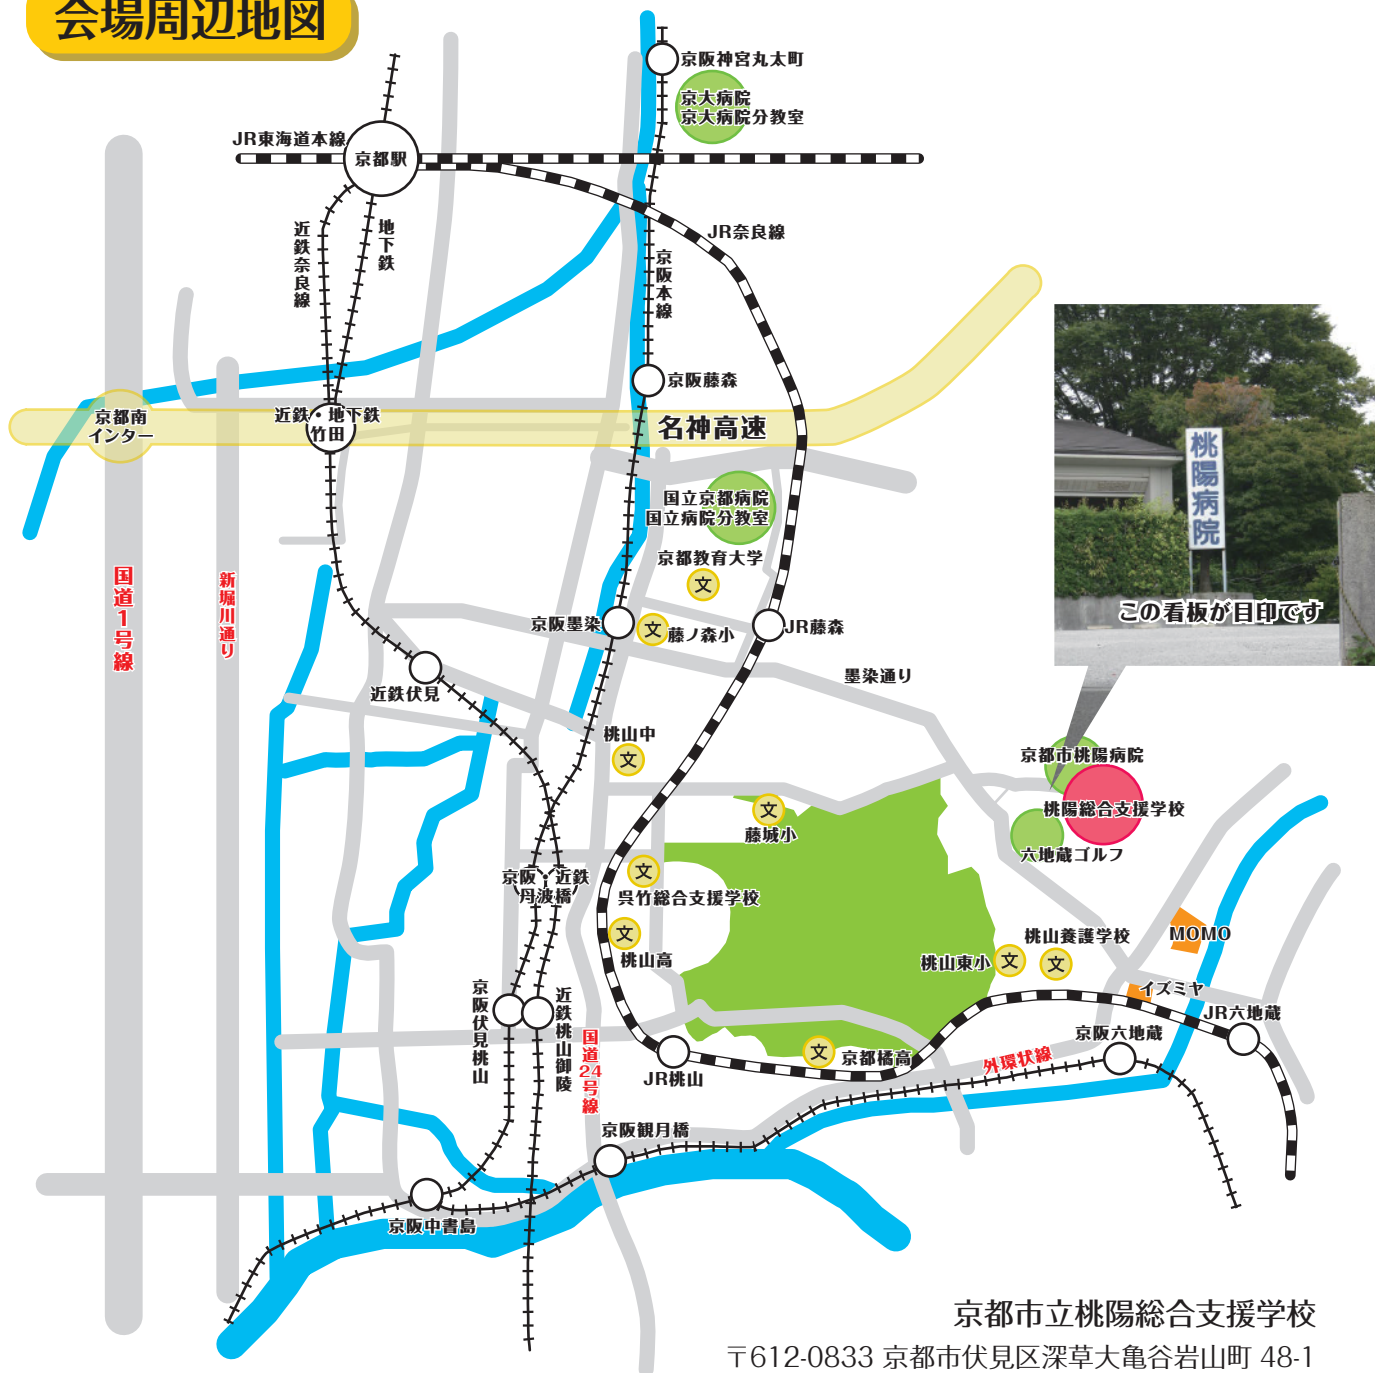 会場周辺地図
京阪神宮丸太町
京大病院
京大病院分教室
JR東海道本線
京都駅
近鉄奈良線
地下鉄
JR奈良線
京阪本線
京阪藤森
京都南
インター
近鉄・地下鉄
竹田
名神高速
国立京都病院
国立病院分教室
京都教育大学
文
国道1号線
新堀川通り
京阪墨染
文
藤ノ森小
JR藤森
桃陽病院
この看板が目印です
近鉄伏見
墨染通り
桃山中
文
京都市桃陽病院
桃陽総合支援学校
六地蔵ゴルフ
文
藤城小
京阪・近鉄
丹波橋
文
呉竹総合支援学校
文
桃山高
桃山東小
文
桃山養護学校
文
MOMO
イズミヤ
JR六地蔵
京阪六地蔵
京阪伏見桃山
近鉄桃山御陵
国道24号線
JR桃山
文
京都橘高
外環状線
京阪観月橋
京阪中書島
京都市立桃陽総合支援学校
〒612-0833 京都市伏見区深草大亀谷岩山町 48-1